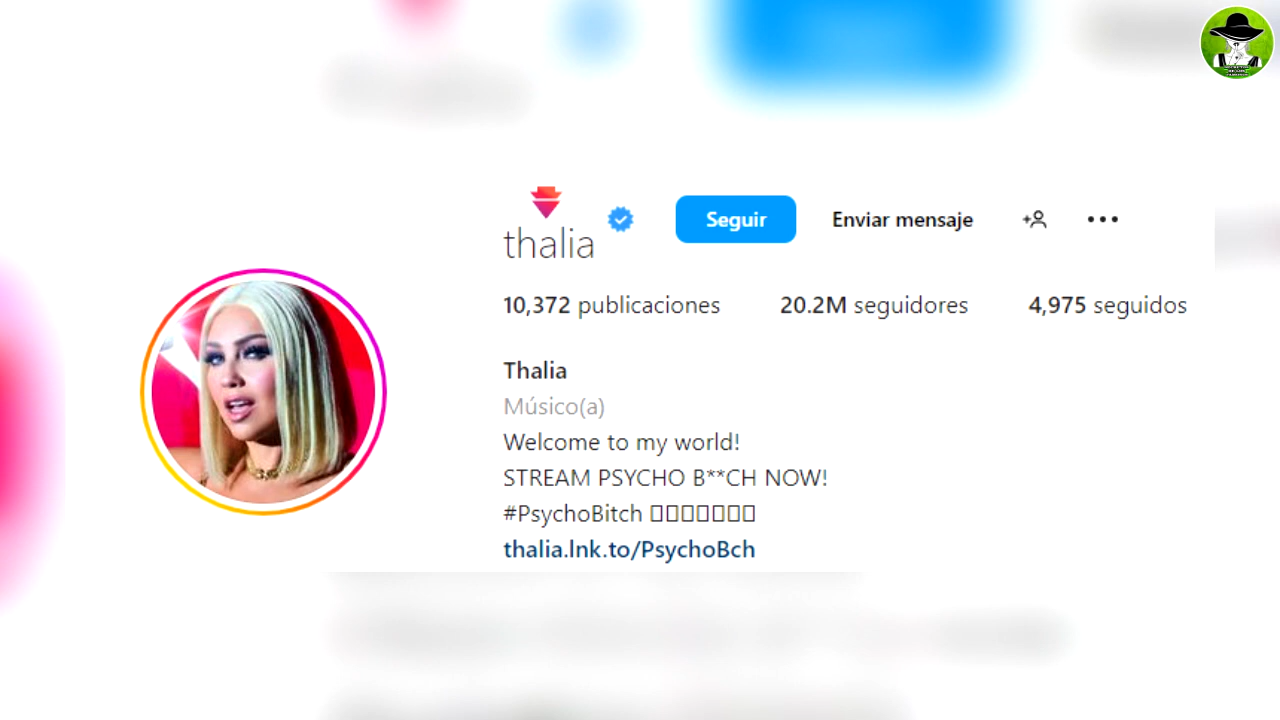 thalia
Seguir
Enviar mensaje
10,372 publicaciones
20.2M seguidores
4,975 seguidos
Thalia
Músico(a)
Welcome to my world!
STREAM PSYCHO B**CH NOW!
#PsychoBitch
thalia.lnk.to/PsychoBch